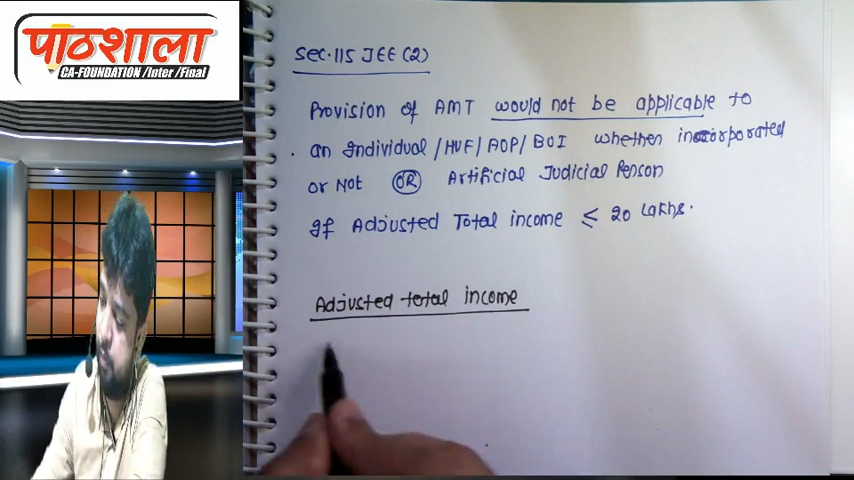 पाठशाला
CA-FOUNDATION /Inter /Final
Sec.115 JEE (2)
Provision of AMT would not be applicable to
an Individual / HUF / AOP / BOI whether incorporated
or Not OR Artificial Judicial Person
If Adjusted Total income ≤ 20 Lakhs.
Adjusted total income